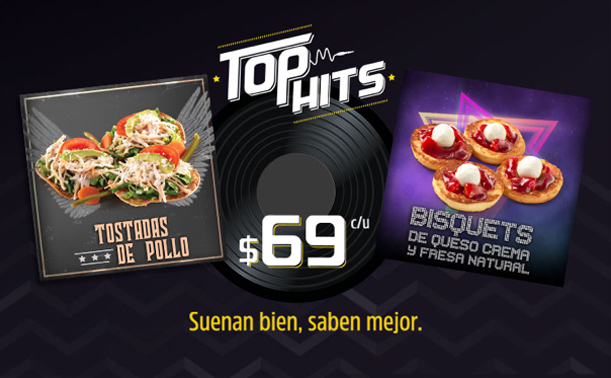 TOP
HITS
TOSTADAS
DE POLLO
$69 c/u
BISQUETS
DE QUESO CREMA
Y FRESA NATURAL
Suenan bien, saben mejor.